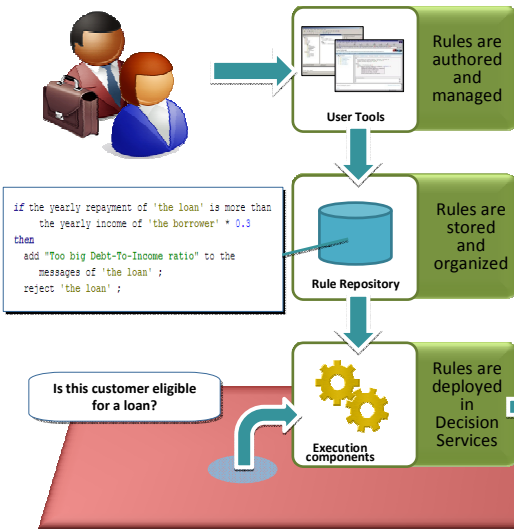 Rules are
authored
and
managed
User Tools
if the yearly repayment of 'the loan' is more than
the yearly income of 'the borrower' * 0.3
then
add "Too big Debt-To-Income ratio" to the
messages of 'the loan' ;
reject 'the loan' ;
Rules are
stored
and
organized
Rule Repository
Is this customer eligible
for a loan?
Rules are
deployed
in
Decision
Services
Execution
components